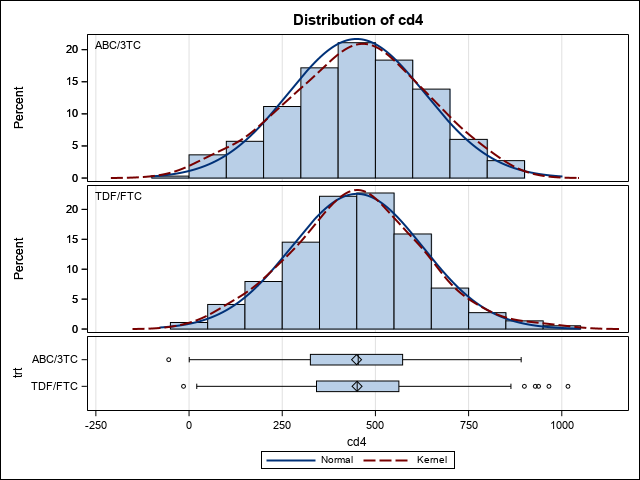 Distribution of cd4
ABC/3TC
20
15
10
5
0
Percent
TDF/FTC
20
15
10
5
0
Percent
ABC/3TC
TDF/FTC
trt
-250 0 250 500 750 1000
cd4
Normal Kernel